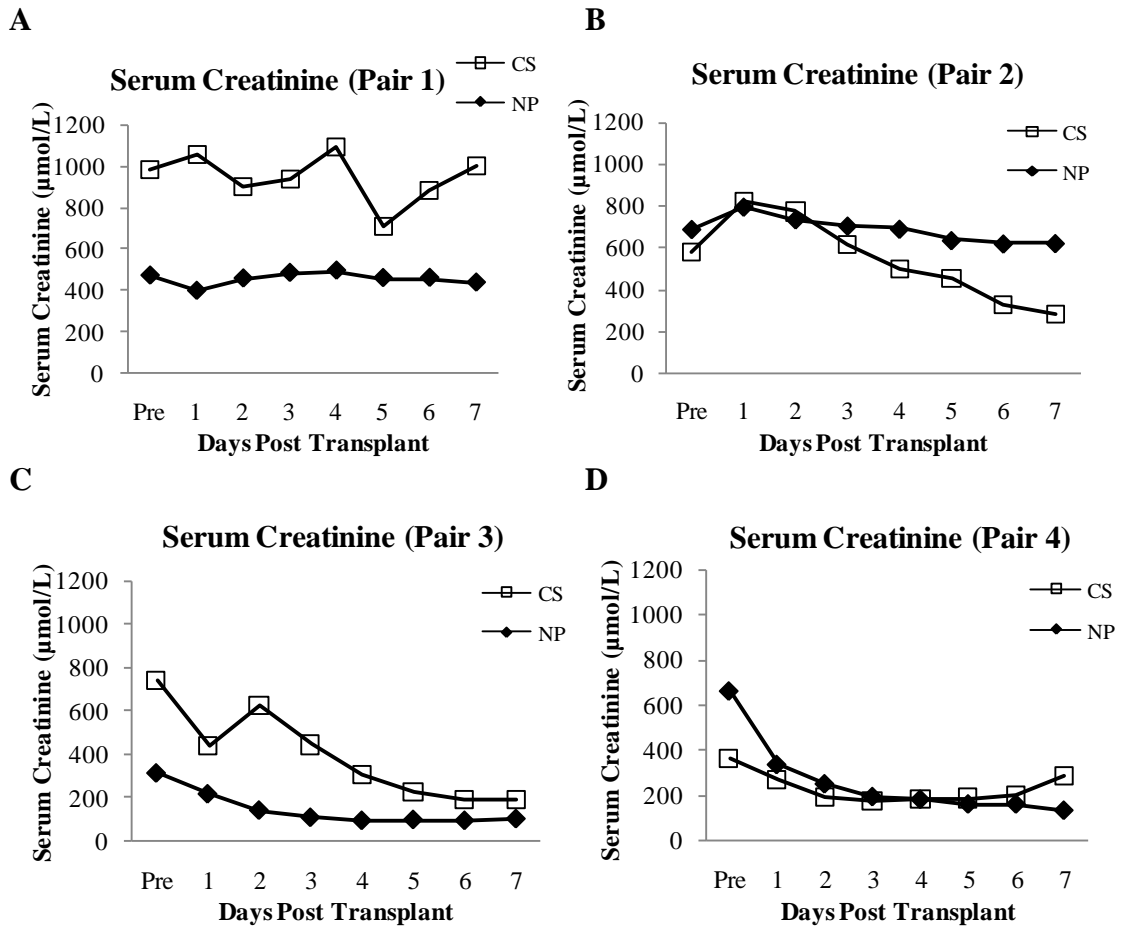 A
Serum Creatinine (Pair 1)
CS
NP
Serum Creatinine (µmol/L)
1200
1000
800
600
400
200
0
Pre 1 2 3 4 5 6 7
Days Post Transplant
B
Serum Creatinine (Pair 2)
CS
NP
Serum Creatinine (µmol/L)
1200
1000
800
600
400
200
0
Pre 1 2 3 4 5 6 7
Days Post Transplant
C
Serum Creatinine (Pair 3)
CS
NP
Serum Creatinine (µmol/L)
1200
1000
800
600
400
200
0
Pre 1 2 3 4 5 6 7
Days Post Transplant
D
Serum Creatinine (Pair 4)
CS
NP
Serum Creatinine (µmol/L)
1200
1000
800
600
400
200
0
Pre 1 2 3 4 5 6 7
Days Post Transplant